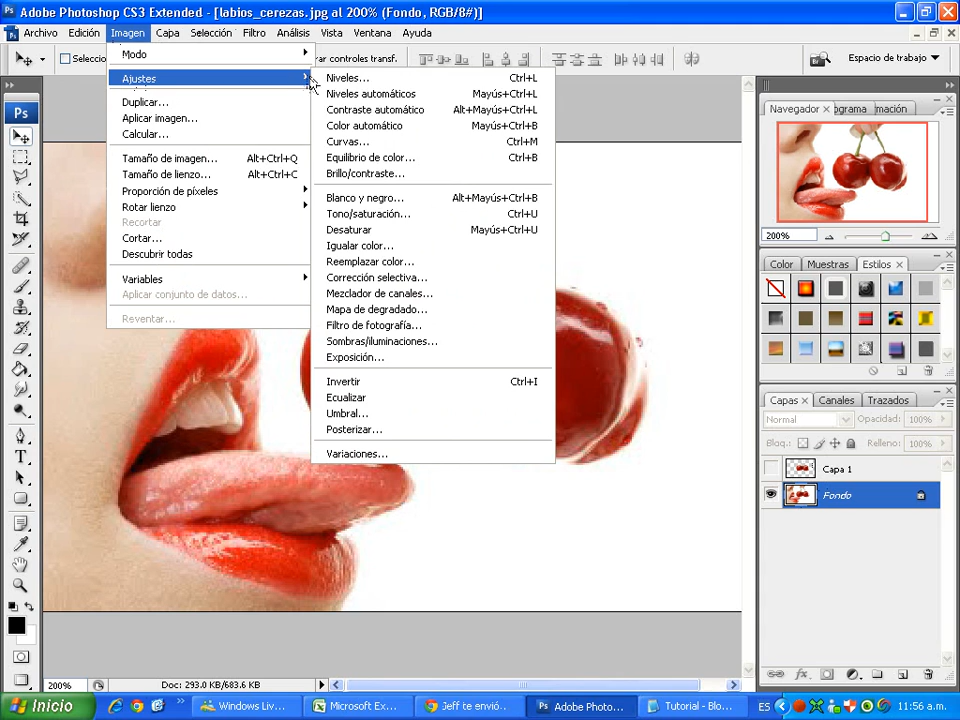 Adobe Photoshop CS3 Extended - [labios_cerezas.jpg al 200% (Fondo, RGB/8#)]
Archivo Edición Imagen Capa Selección Filtro Análisis Vista Ventana Ayuda
ar controles transf. Espacio de trabajo
Modo
Ajustes
Duplicar...
Aplicar imagen...
Calcular...
Tamaño de imagen... Alt+Ctrl+Q
Tamaño de lienzo... Alt+Ctrl+C
Proporción de píxeles
Rotar lienzo
Recortar
Cortar...
Descubrir todas
Variables
Aplicar conjunto de datos...
Reventar...
Niveles... Ctrl+L
Niveles automáticos Mayús+Ctrl+L
Contraste automático Alt+Mayús+Ctrl+L
Color automático Mayús+Ctrl+B
Curvas... Ctrl+M
Equilibrio de color... Ctrl+B
Brillo/contraste...
Blanco y negro... Alt+Mayús+Ctrl+B
Tono/saturación... Ctrl+U
Desaturar Mayús+Ctrl+U
Igualar color...
Reemplazar color...
Corrección selectiva...
Mezclador de canales...
Mapa de degradado...
Filtro de fotografía...
Sombras/iluminaciones...
Exposición...
Invertir Ctrl+I
Ecualizar
Umbral...
Posterizar...
Variaciones...
Ps
Navegador × ograma mación
200%
Color Muestras Estilos ×
Capas × Canales Trazados
Normal Opacidad: 100%
Bloq.: Relleno: 100%
Capa 1
Fondo
200% Doc: 293.0 KB/683.6 KB
Inicio Windows Liv... Microsoft Ex... Jeff te envió... Adobe Photo... Tutorial - Blo... ES 11:56 a.m.